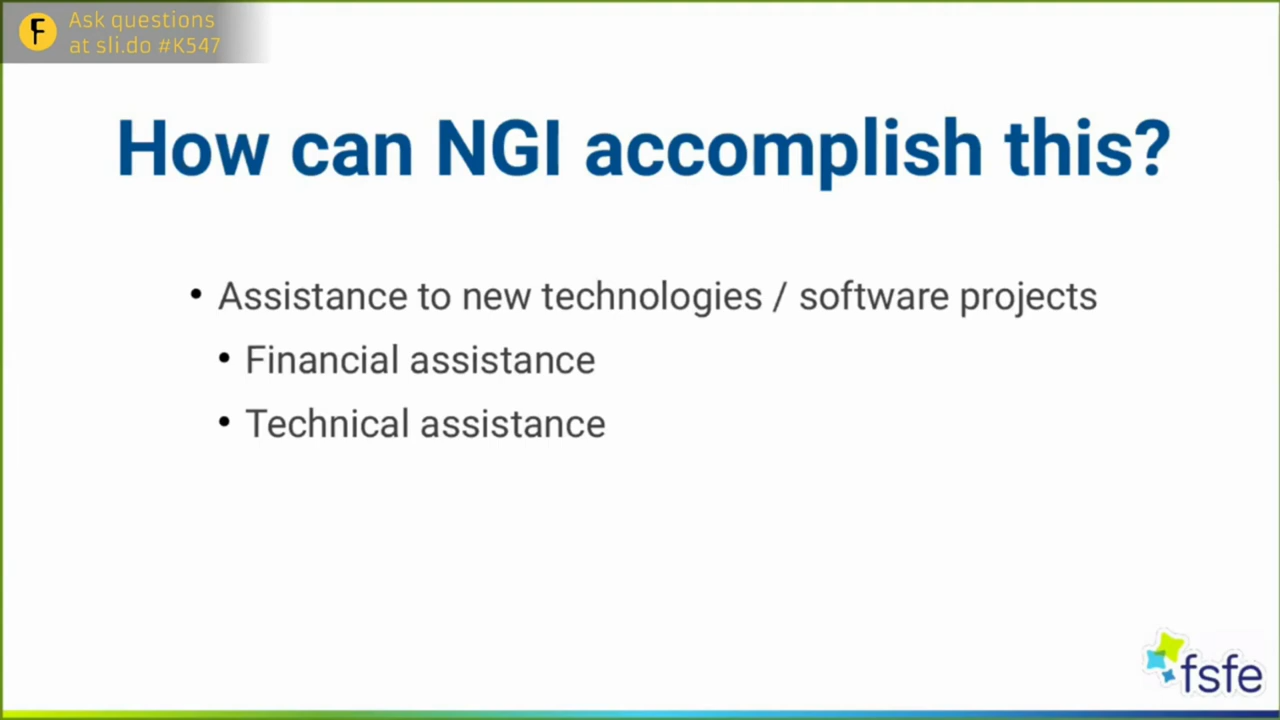 F
Ask questions
at sli.do #K547
How can NGI accomplish this?
• Assistance to new technologies / software projects
• Financial assistance
• Technical assistance
fsfe